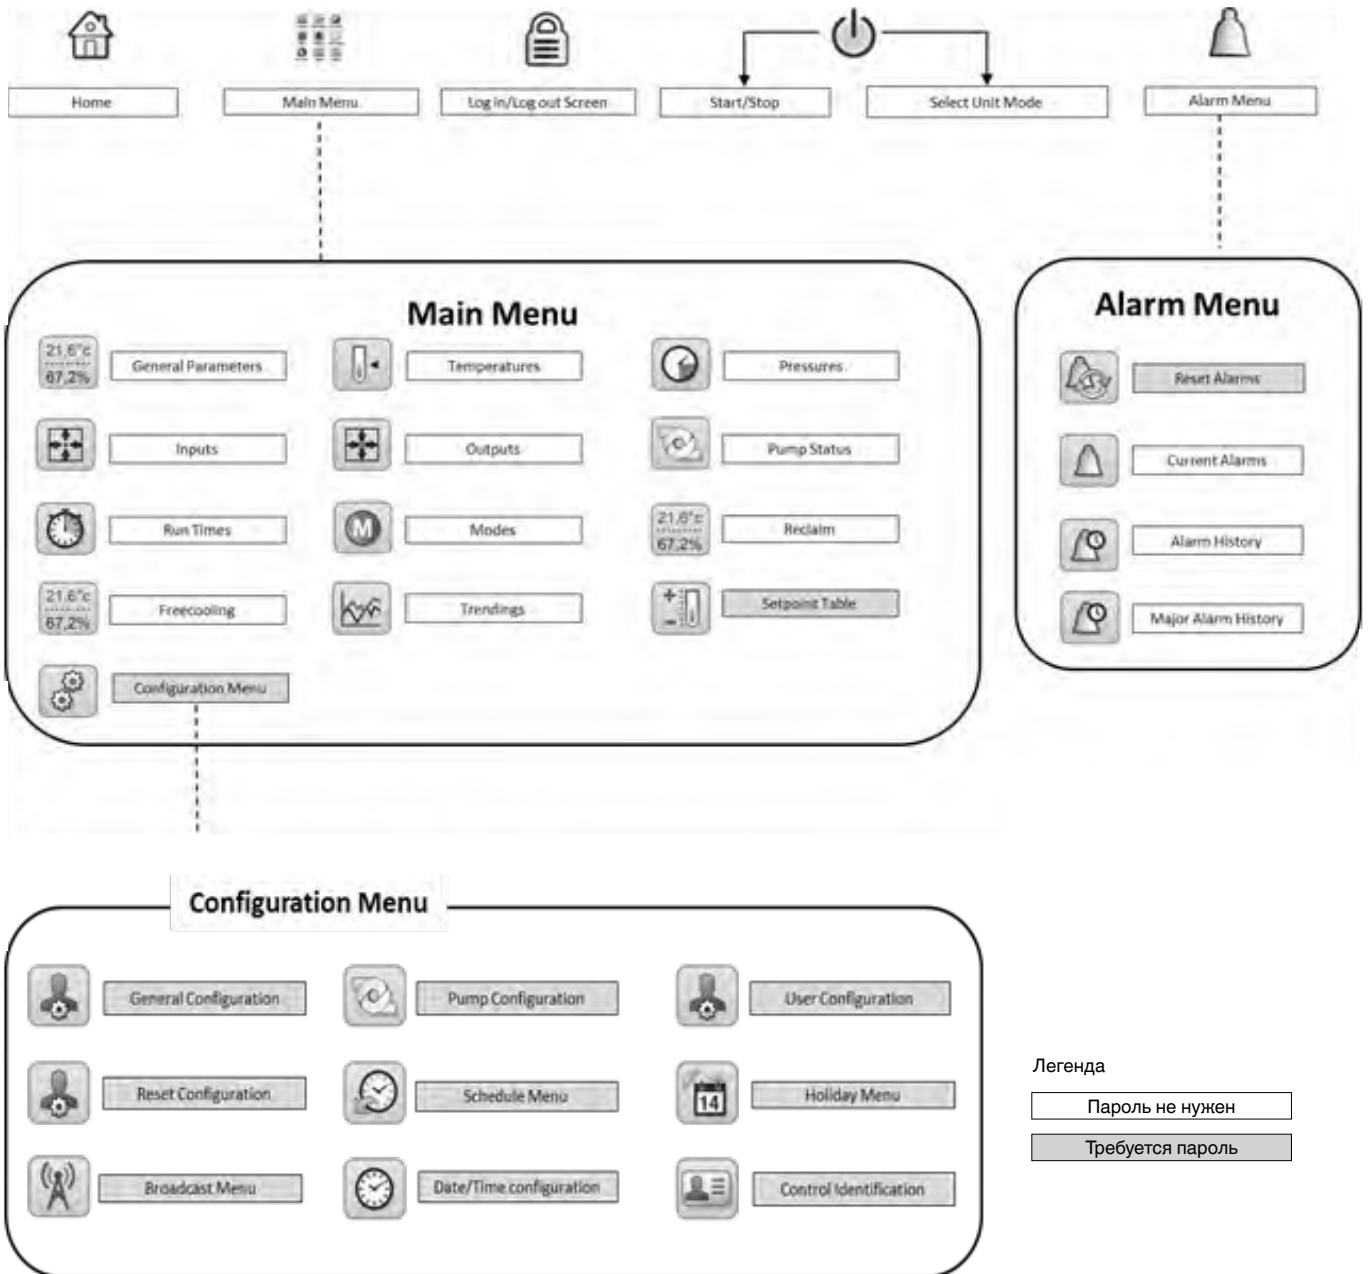 Home
Main Menu
Log in/Log out Screen
Start/Stop
Select Unit Mode
Alarm Menu
Main Menu
21,6°c
67,2%
General Parameters
Temperatures
Pressures
Inputs
Outputs
Pump Status
Run Times
M
Modes
21,6°c
67,2%
Reclaim
21,6°c
67,2%
Freecooling
Trendings
Setpoint Table
Configuration Menu
Alarm Menu
Reset Alarms
Current Alarms
Alarm History
Major Alarm History
Configuration Menu
General Configuration
Pump Configuration
User Configuration
Reset Configuration
Schedule Menu
14
Holiday Menu
Broadcast Menu
Date/Time configuration
Control Identification
Легенда
Пароль не нужен
Требуется пароль